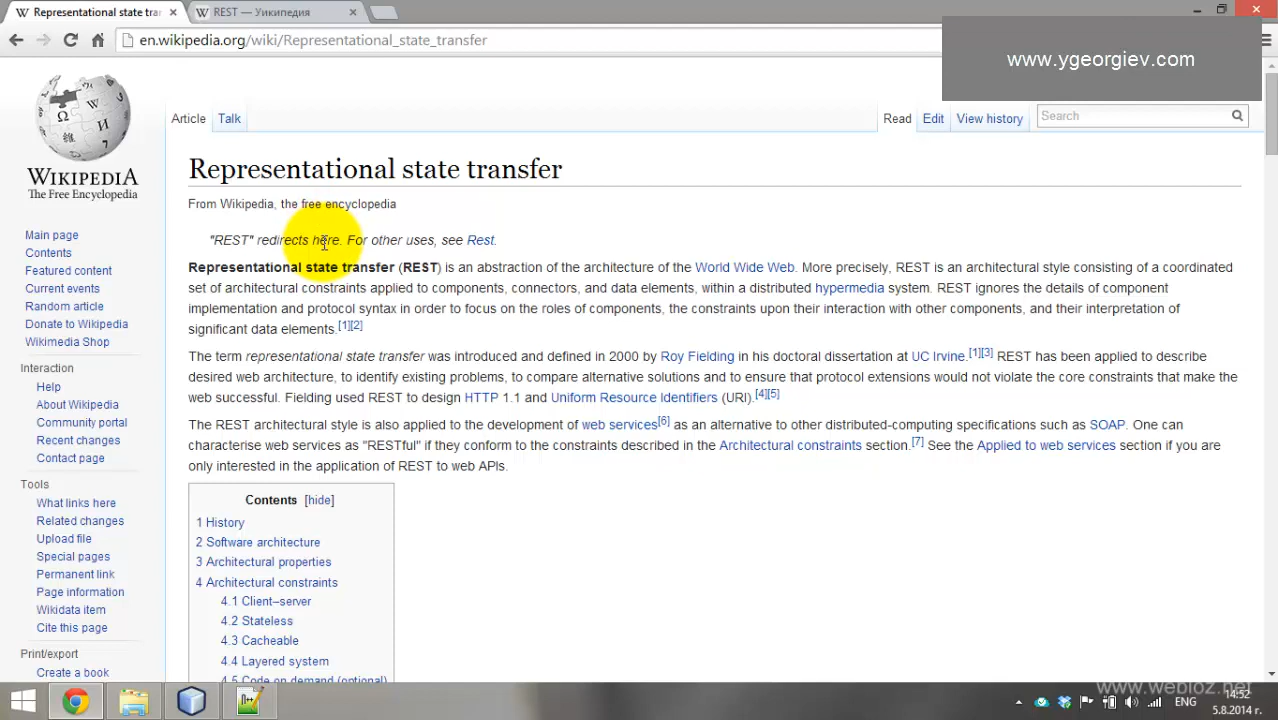 Representational state tra
REST — Уикипедия
en.wikipedia.org/wiki/Representational_state_transfer
www.ygeorgiev.com
Article Talk Read Edit View history Search
WIKIPEDIA
The Free Encyclopedia
Main page
Contents
Featured content
Current events
Random article
Donate to Wikipedia
Wikimedia Shop
Interaction
Help
About Wikipedia
Community portal
Recent changes
Contact page
Tools
What links here
Related changes
Upload file
Special pages
Permanent link
Page information
Wikidata item
Cite this page
Print/export
Create a book
Representational state transfer
From Wikipedia, the free encyclopedia
"REST" redirects here. For other uses, see Rest.
Representational state transfer (REST) is an abstraction of the architecture of the World Wide Web. More precisely, REST is an architectural style consisting of a coordinated
set of architectural constraints applied to components, connectors, and data elements, within a distributed hypermedia system. REST ignores the details of component
implementation and protocol syntax in order to focus on the roles of components, the constraints upon their interaction with other components, and their interpretation of
significant data elements.[1][2]
The term representational state transfer was introduced and defined in 2000 by Roy Fielding in his doctoral dissertation at UC Irvine.[1][3] REST has been applied to describe
desired web architecture, to identify existing problems, to compare alternative solutions and to ensure that protocol extensions would not violate the core constraints that make the
web successful. Fielding used REST to design HTTP 1.1 and Uniform Resource Identifiers (URI).[4][5]
The REST architectural style is also applied to the development of web services[6] as an alternative to other distributed-computing specifications such as SOAP. One can
characterise web services as "RESTful" if they conform to the constraints described in the Architectural constraints section.[7] See the Applied to web services section if you are
only interested in the application of REST to web APIs.
Contents [hide]
1 History
2 Software architecture
3 Architectural properties
4 Architectural constraints
4.1 Client–server
4.2 Stateless
4.3 Cacheable
4.4 Layered system
4.5 Code on demand (optional)
www.webloz.net
ENG
14:52
5.8.2014 г.